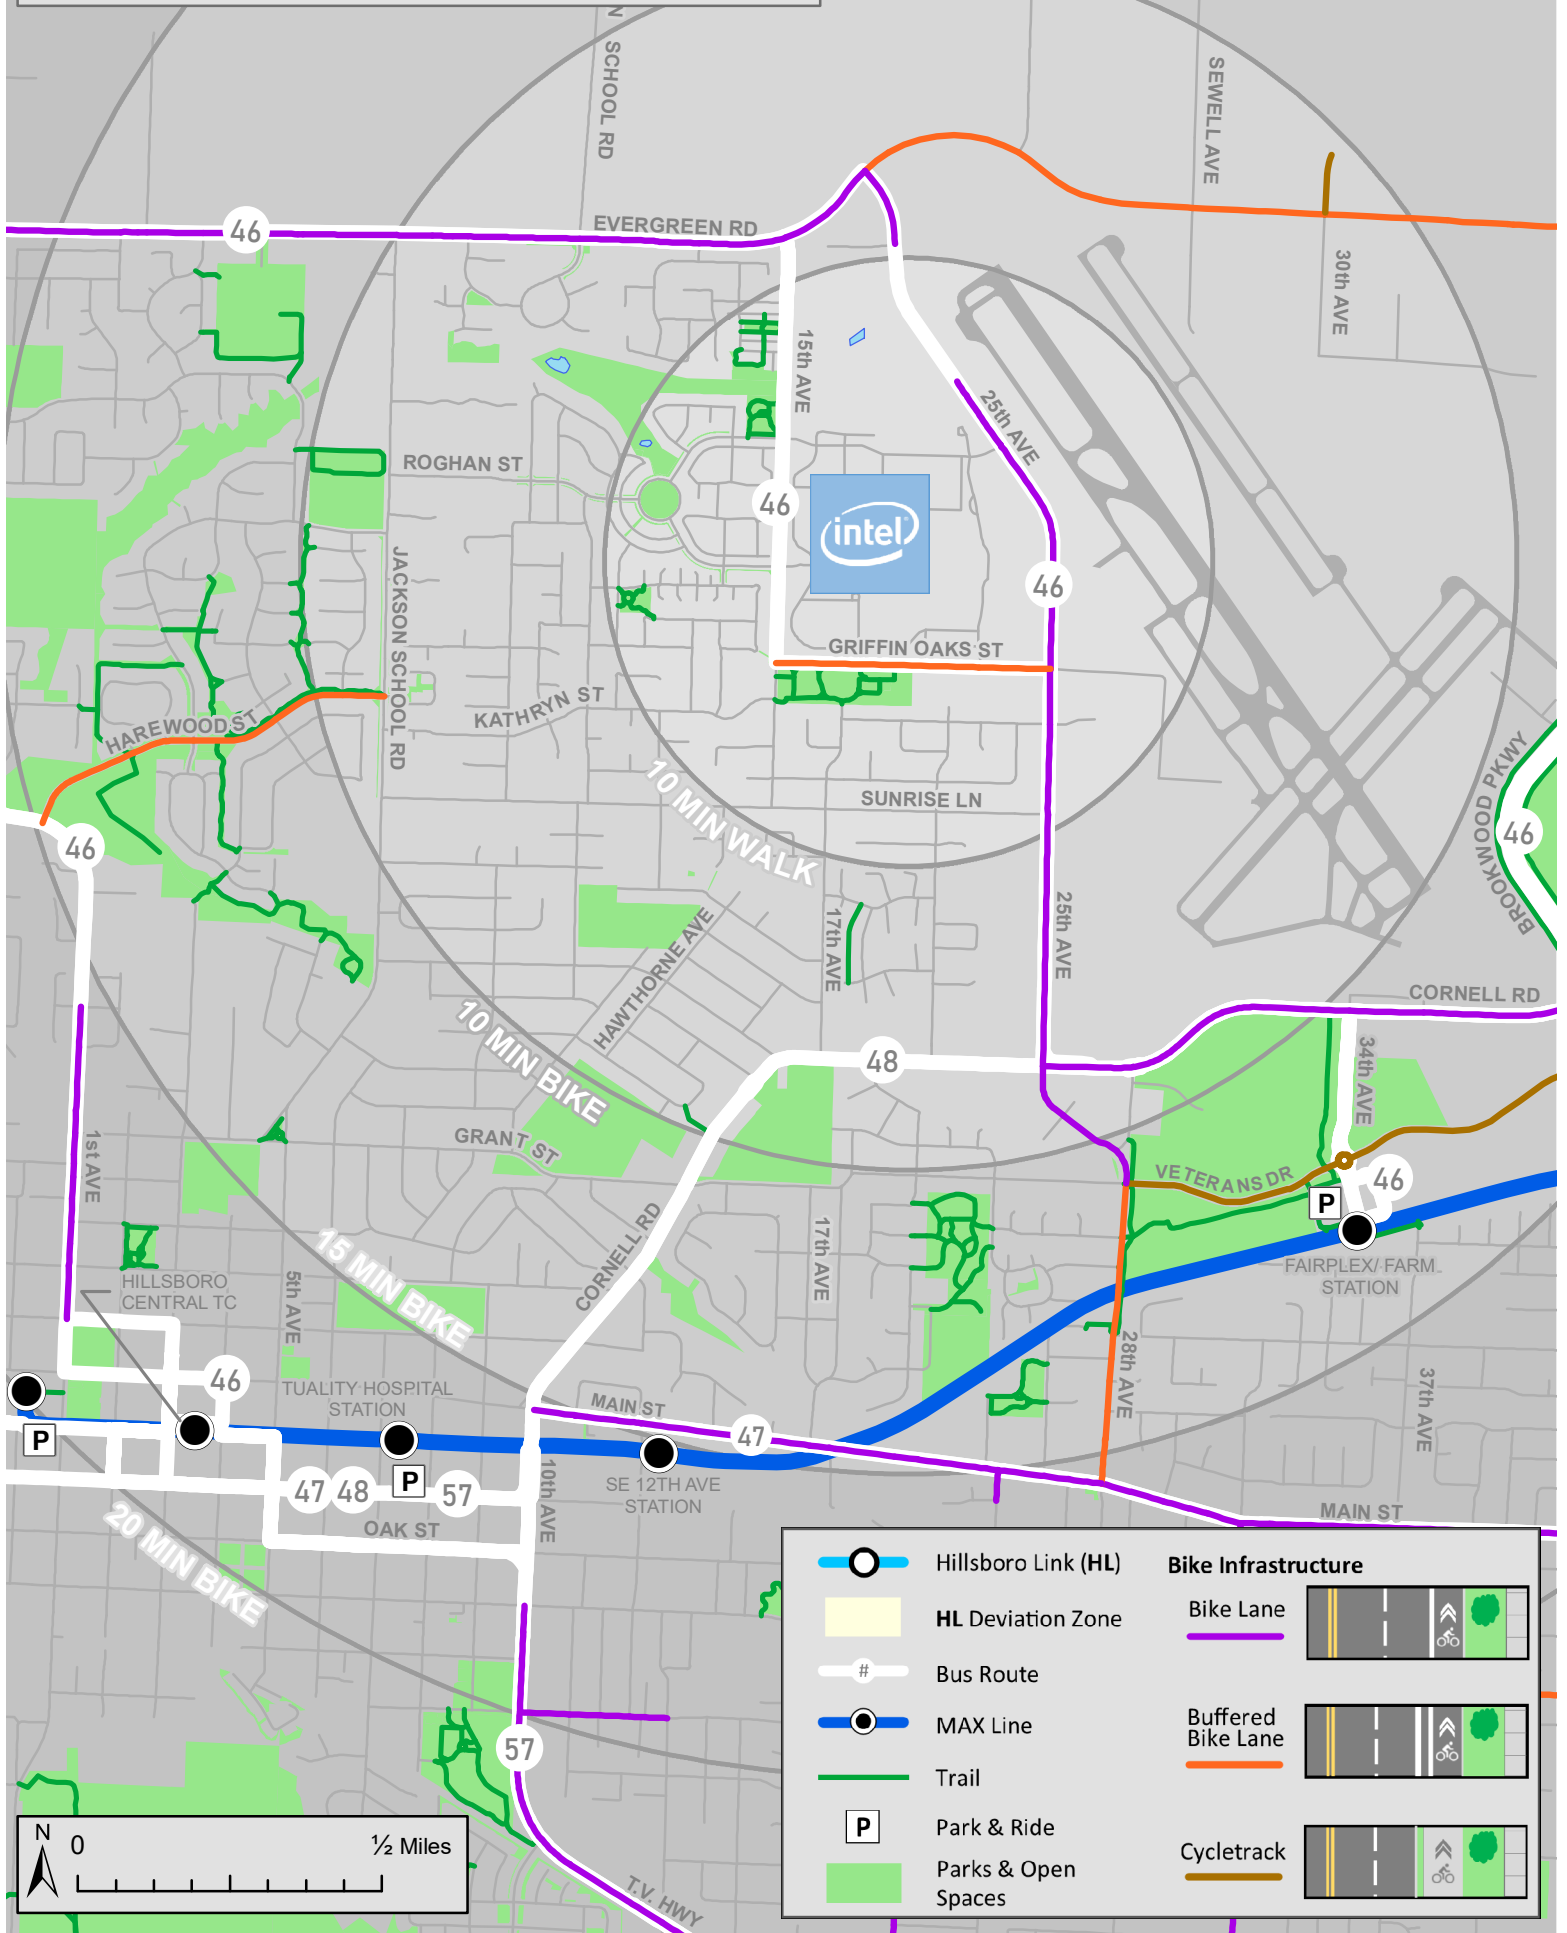 N
SCHOOL RD
SEWELL AVE
46
EVERGREEN RD
30th AVE
15th AVE
25th AVE
ROGHAN ST
46
intel
46
JACKSON SCHOOL RD
GRIFFIN OAKS ST
KATHRYN ST
HAREWOOD ST
BROOKWOOD PKWY
10 MIN WALK
SUNRISE LN
46
46
17th AVE
25th AVE
HAWTHORNE AVE
CORNELL RD
10 MIN BIKE
48
34th AVE
GRANT ST
1st AVE
VETERANS DR
46
P
CORNELL RD
17th AVE
15 MIN BIKE
FAIRPLEX/ FARM
STATION
HILLSBORO
CENTRAL TC
5th AVE
28th AVE
37th AVE
46
TUALITY HOSPITAL
STATION
MAIN ST
47
P
P
SE 12TH AVE
STATION
10th AVE
47 48 57
MAIN ST
OAK ST
20 MIN BIKE
57
T.V. HWY
N
0 ½ Miles
Hillsboro Link (HL)
HL Deviation Zone
#
Bus Route
MAX Line
Trail
P
Park & Ride
Parks & Open
Spaces
Bike Infrastructure
Bike Lane
Buffered
Bike Lane
Cycletrack